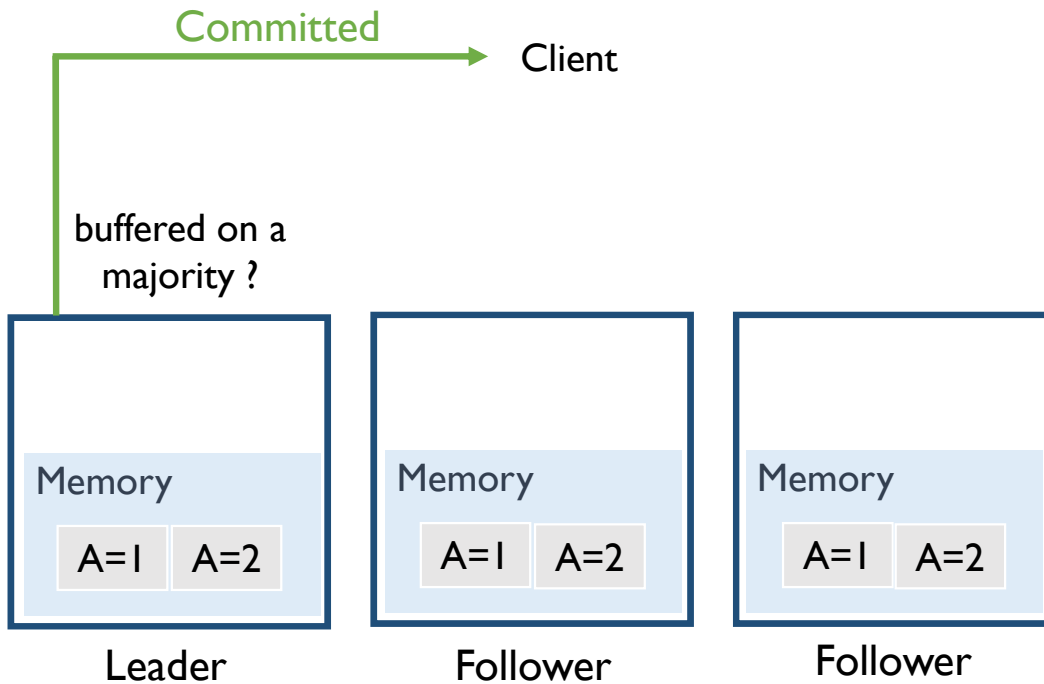 Committed
Client
buffered on a
majority ?
Memory
A=1 A=2
Memory
A=1 A=2
Memory
A=1 A=2
Leader
Follower
Follower